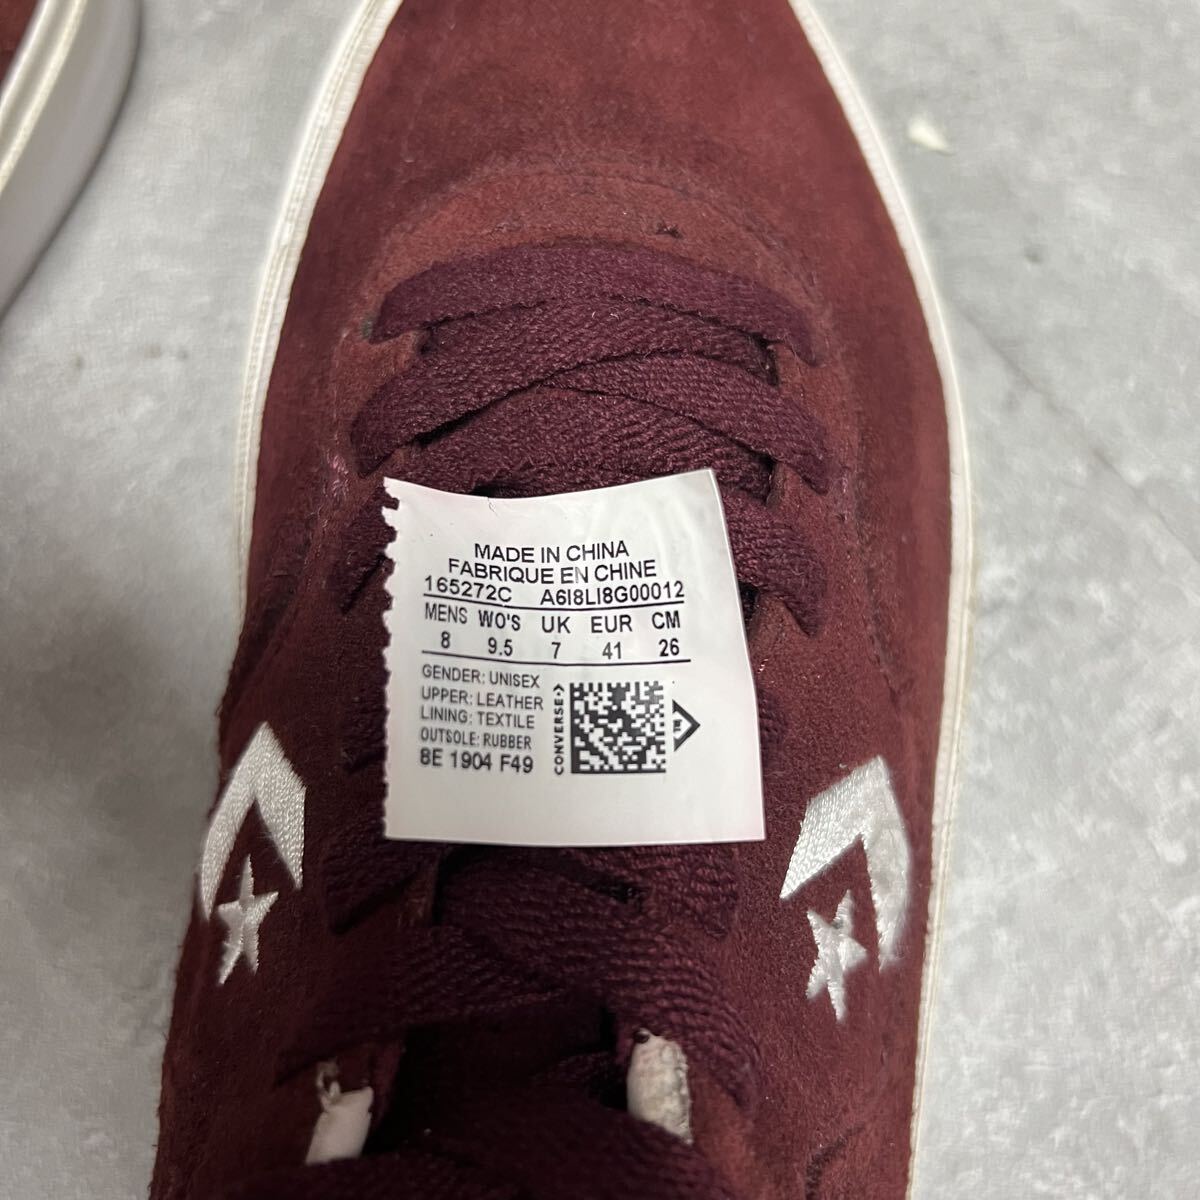 MADE IN CHINA
FABRIQUE EN CHINE
165272C A6I8LI8G00012
MENS WO'S UK EUR CM
8 9.5 7 41 26
GENDER: UNISEX
UPPER: LEATHER
LINING: TEXTILE
OUTSOLE: RUBBER
8E 1904 F49
CONVERSE